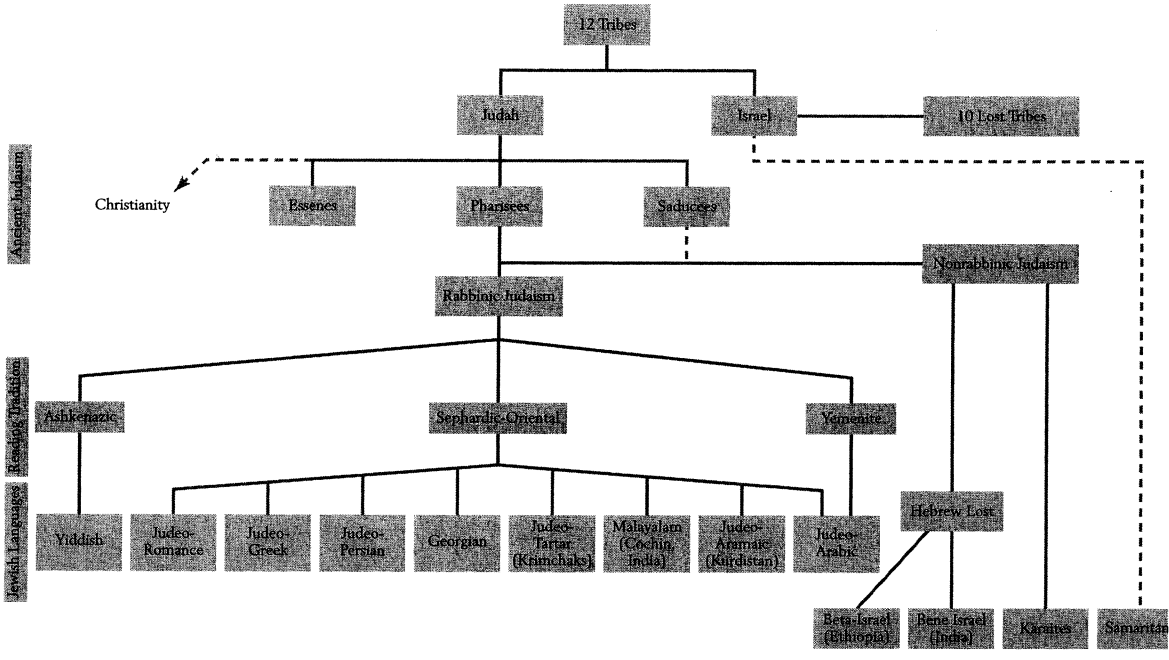 12 Tribes
Judah
Israel
10 Lost Tribes
Ancient Judaism
Christianity
Essenes
Pharisees
Saducees
Nonrabbinic Judaism
Rabbinic Judaism
Reading Tradition
Ashkenazic
Sephardic-Oriental
Yemenite
Jewish Languages
Yiddish
Judeo-
Romance
Judeo-
Greek
Judeo-
Persian
Georgian
Judeo-
Tartar
(Krimchaks)
Malayalam
(Cochin,
India)
Judeo-
Aramaic
(Kurdistan)
Judeo-
Arabic
Hebrew Lost
Beta-Israel
(Ethiopia)
Bene Israel
(India)
Karaites
Samaritan